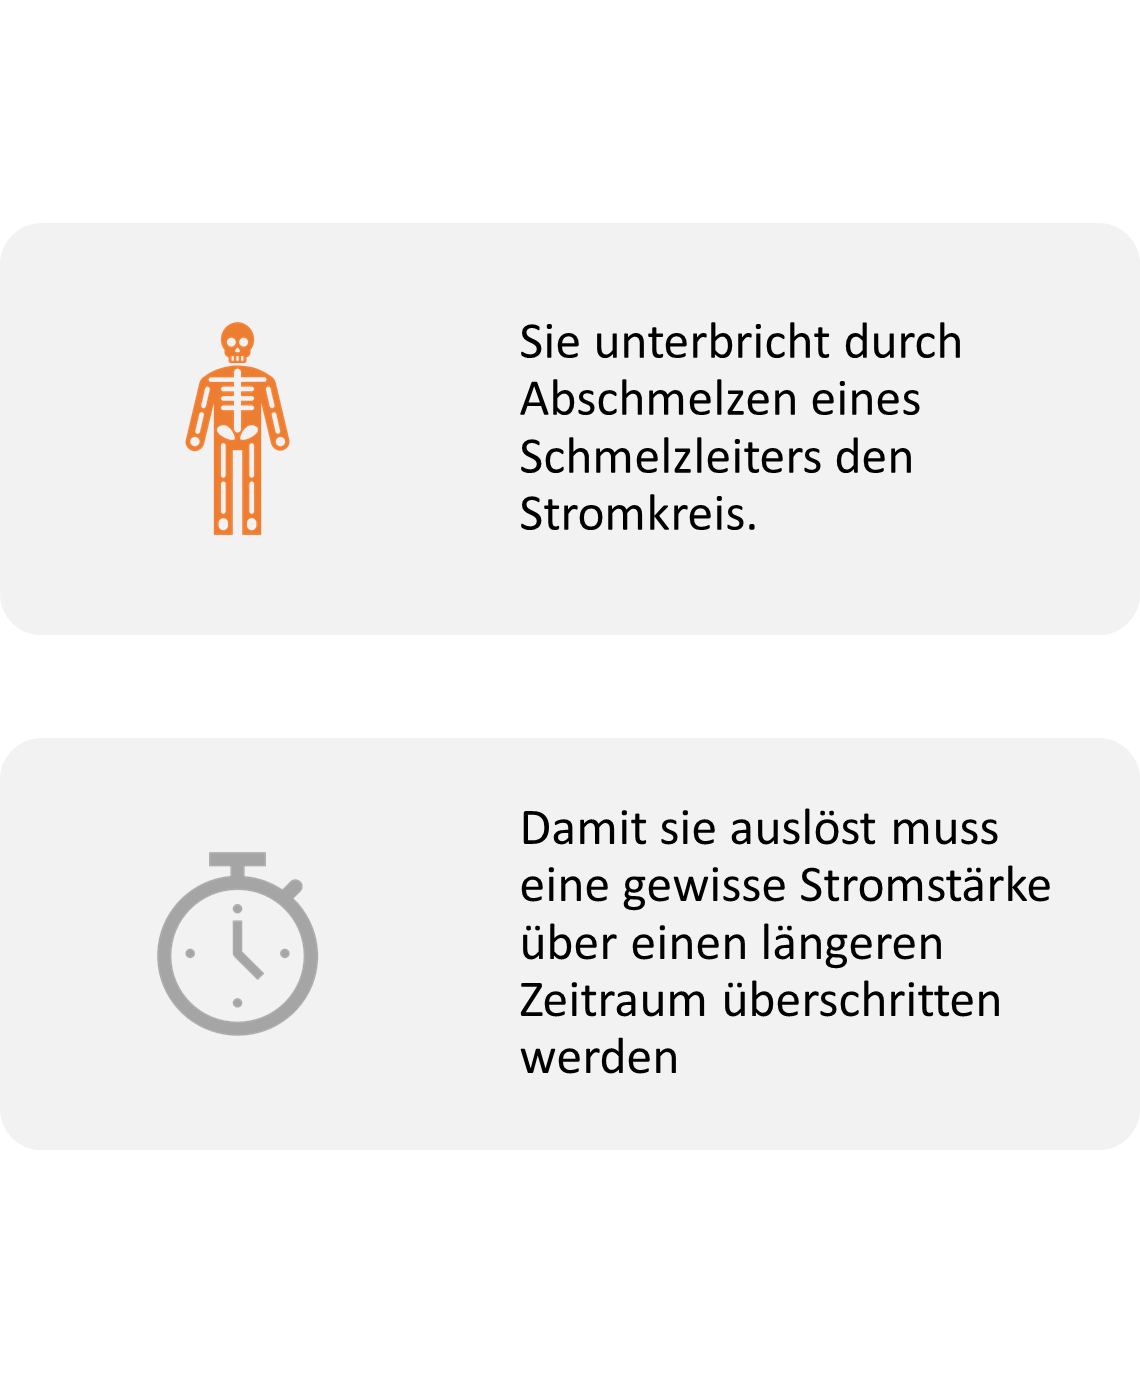 Sie unterbricht durch
Abschmelzen eines
Schmelzleiters den
Stromkreis.
Damit sie auslöst muss
eine gewisse Stromstärke
über einen längeren
Zeitraum überschritten
werden